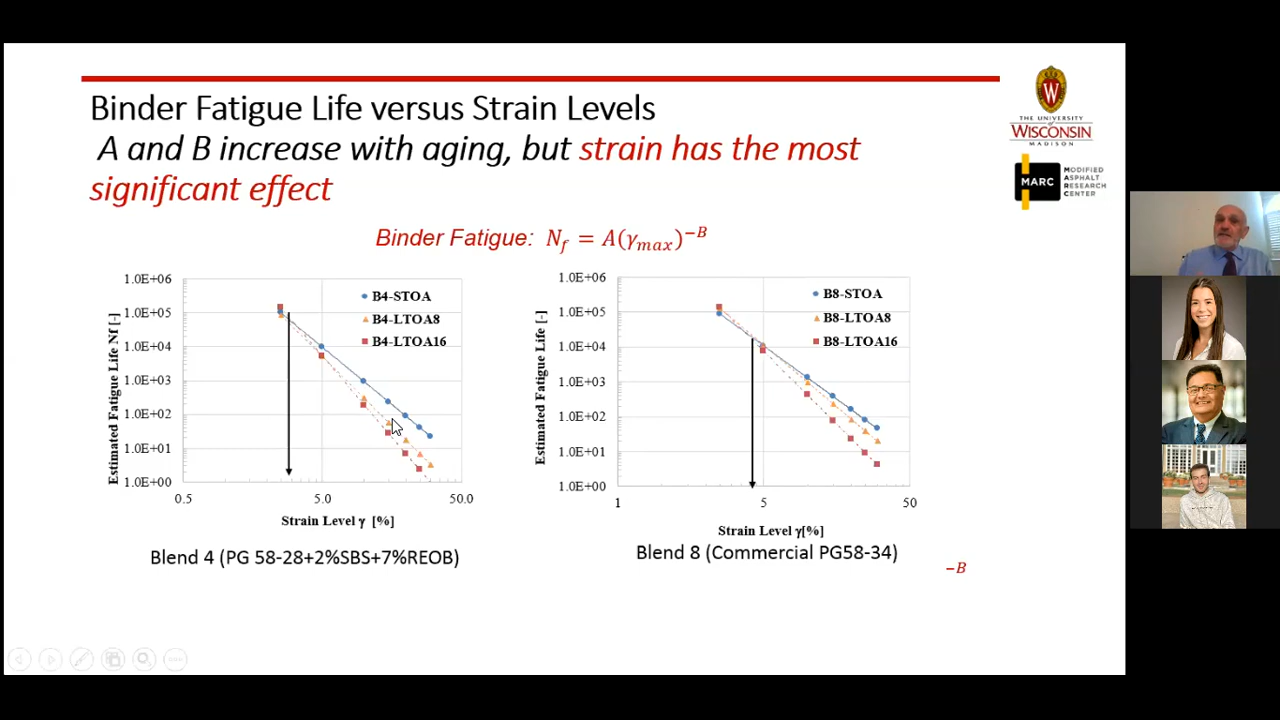 Binder Fatigue Life versus Strain Levels
A and B increase with aging, but strain has the most
significant effect
THE UNIVERSITY
of
WISCONSIN
MADISON
MARC
MODIFIED
ASPHALT
RESEARCH
CENTER
Binder Fatigue: N_f = A(γ_max)^−B
Estimated Fatigue Life Nf [-]
1.0E+06
1.0E+05
1.0E+04
1.0E+03
1.0E+02
1.0E+01
1.0E+00
B4-STOA
B4-LTOA8
B4-LTOA16
0.5 5.0 50.0
Strain Level γ [%]
Blend 4 (PG 58-28+2%SBS+7%REOB)
Estimated Fatigue Life [-]
1.0E+06
1.0E+05
1.0E+04
1.0E+03
1.0E+02
1.0E+01
1.0E+00
B8-STOA
B8-LTOA8
B8-LTOA16
1 5 50
Strain Level γ[%]
Blend 8 (Commercial PG58-34)
−B